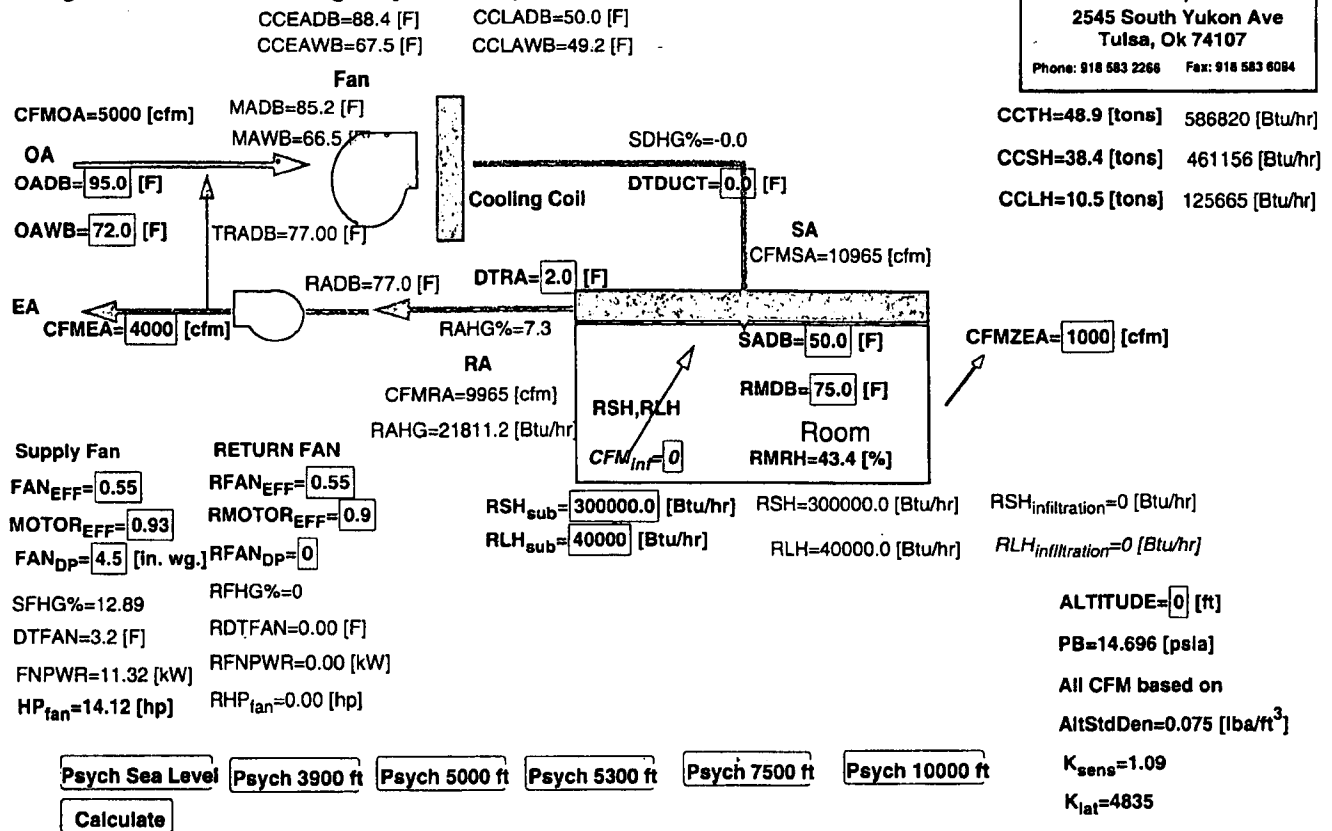 CCEADB=88.4 [F] CCLADB=50.0 [F]
CCEAWB=67.5 [F] CCLAWB=49.2 [F]
2545 South Yukon Ave
Tulsa, Ok 74107
Phone: 918 583 2266 Fax: 918 583 6094
Fan
CFMOA=5000 [cfm] MADB=85.2 [F]
MAWB=66.5 [F]
CCTH=48.9 [tons] 586820 [Btu/hr]
CCSH=38.4 [tons] 461156 [Btu/hr]
CCLH=10.5 [tons] 125665 [Btu/hr]
OA
OADB=95.0 [F]
OAWB=72.0 [F] TRADB=77.00 [F]
Cooling Coil
SDHG%=-0.0
DTDUCT=0.0 [F]
SA
CFMSA=10965 [cfm]
EA
CFMEA=4000 [cfm]
RADB=77.0 [F] DTRA=2.0 [F]
RAHG%=7.3
RA
CFMRA=9965 [cfm]
RAHG=21811.2 [Btu/hr]
SADB=50.0 [F]
RMDB=75.0 [F]
RSH,RLH
Room
CFMinf=0 RMRH=43.4 [%]
CFMZEA=1000 [cfm]
Supply Fan RETURN FAN
FANEFF=0.55 RFANEFF=0.55
MOTOREFF=0.93 RMOTOREFF=0.9
FANDP=4.5 [in. wg.] RFANDP=0
SFHG%=12.89 RFHG%=0
DTFAN=3.2 [F] RDTFAN=0.00 [F]
FNPWR=11.32 [kW] RFNPWR=0.00 [kW]
HPfan=14.12 [hp] RHPfan=0.00 [hp]
RSHsub=300000.0 [Btu/hr] RSH=300000.0 [Btu/hr] RSHinfiltration=0 [Btu/hr]
RLHsub=40000 [Btu/hr] RLH=40000.0 [Btu/hr] RLHinfiltration=0 [Btu/hr]
ALTITUDE=0 [ft]
PB=14.696 [psia]
All CFM based on
AltStdDen=0.075 [lba/ft3]
Ksens=1.09
Klat=4835
Psych Sea Level Psych 3900 ft Psych 5000 ft Psych 5300 ft Psych 7500 ft Psych 10000 ft
Calculate